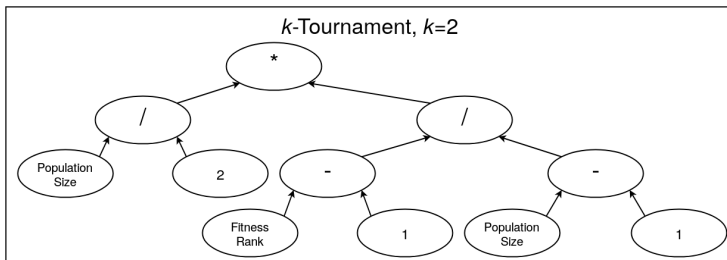 k-Tournament, k=2
*
/
/
Population
Size
2
-
-
Fitness
Rank
1
Population
Size
1